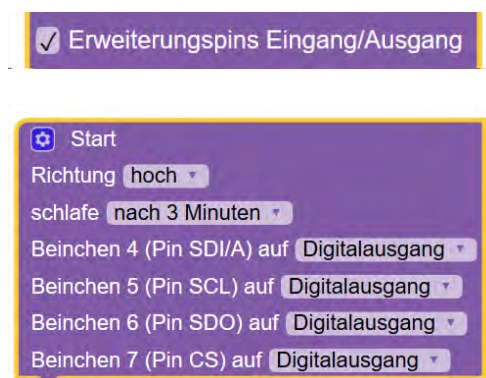 Erweiterungspins Eingang/Ausgang
Start
Richtung hoch
schlafe nach 3 Minuten
Beinchen 4 (Pin SDI/A) auf Digitalausgang
Beinchen 5 (Pin SCL) auf Digitalausgang
Beinchen 6 (Pin SDO) auf Digitalausgang
Beinchen 7 (Pin CS) auf Digitalausgang